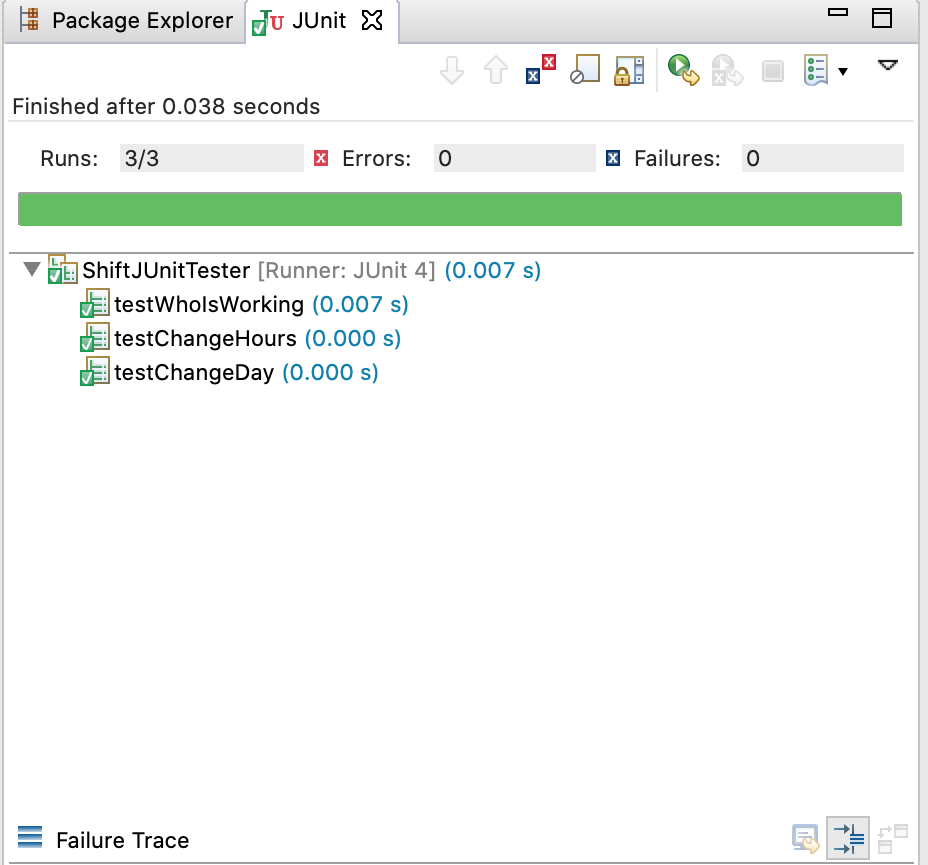 Package Explorer JUnit
Finished after 0.038 seconds
Runs: 3/3 Errors: 0 Failures: 0
ShiftJUnitTester [Runner: JUnit 4] (0.007 s)
testWhoIsWorking (0.007 s)
testChangeHours (0.000 s)
testChangeDay (0.000 s)
Failure Trace